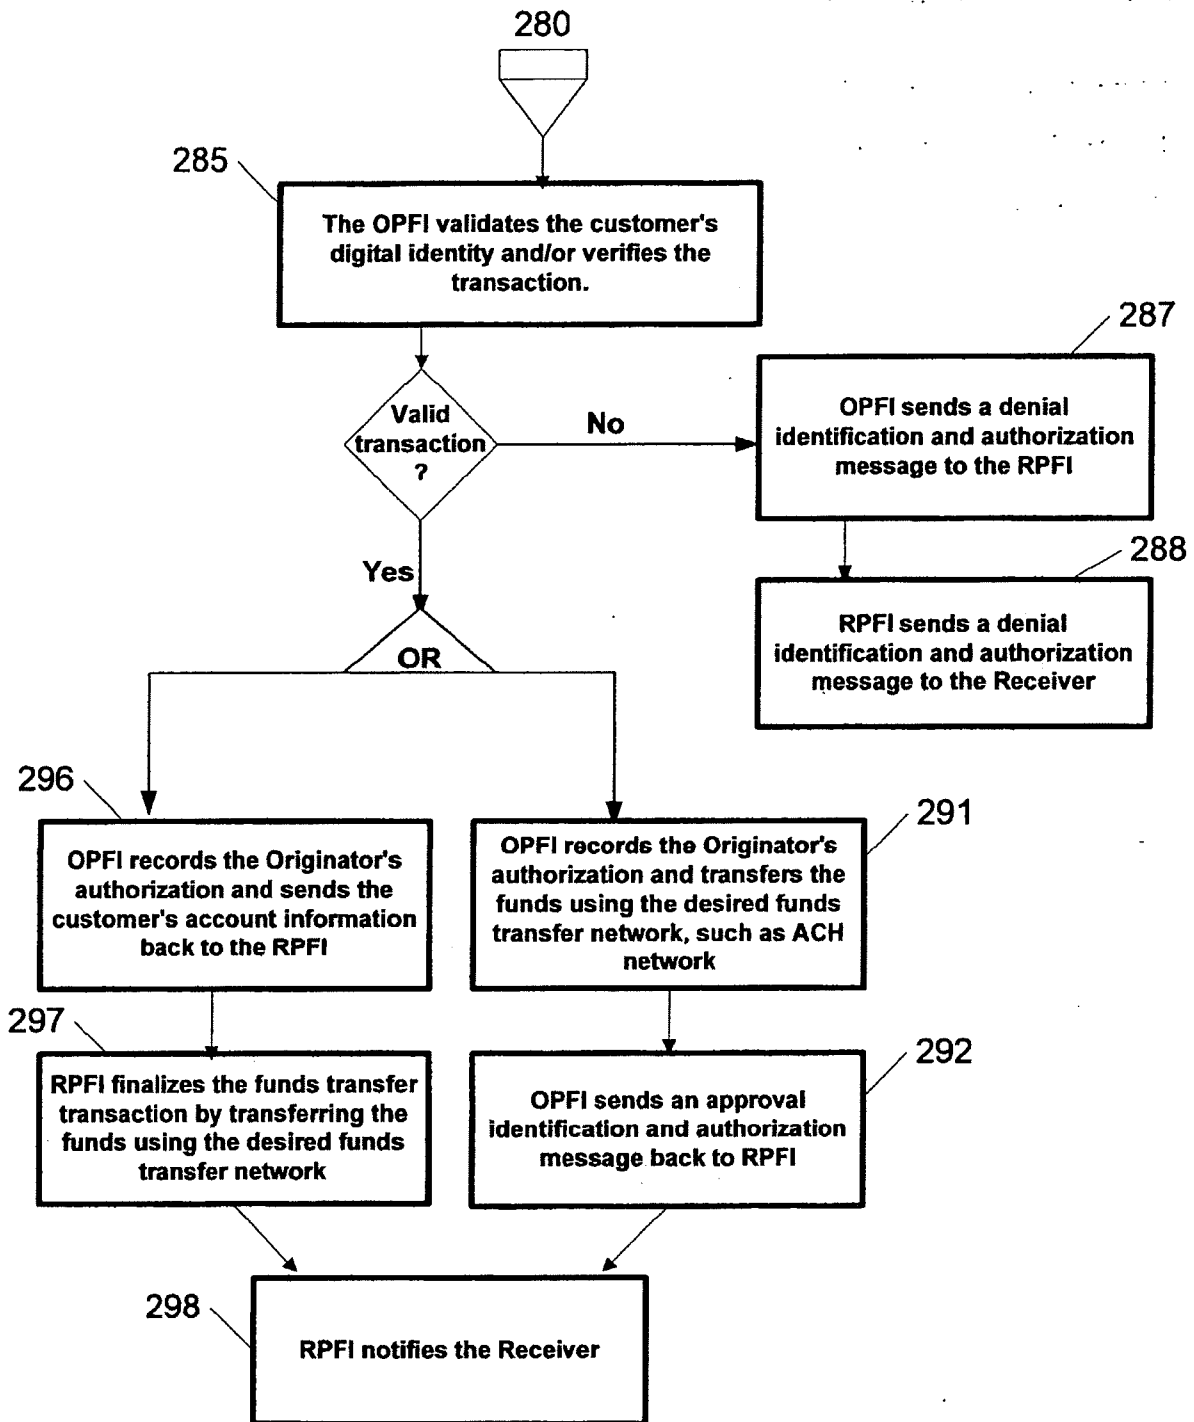 280
285
The OPFI validates the customer's
digital identity and/or verifies the
transaction.
287
Valid
transaction
?
No
OPFI sends a denial
identification and authorization
message to the RPFI
288
Yes
RPFI sends a denial
identification and authorization
message to the Receiver
OR
296
OPFI records the Originator's
authorization and sends the
customer's account information
back to the RPFI
291
OPFI records the Originator's
authorization and transfers the
funds using the desired funds
transfer network, such as ACH
network
297
RPFI finalizes the funds transfer
transaction by transferring the
funds using the desired funds
transfer network
292
OPFI sends an approval
identification and authorization
message back to RPFI
298
RPFI notifies the Receiver